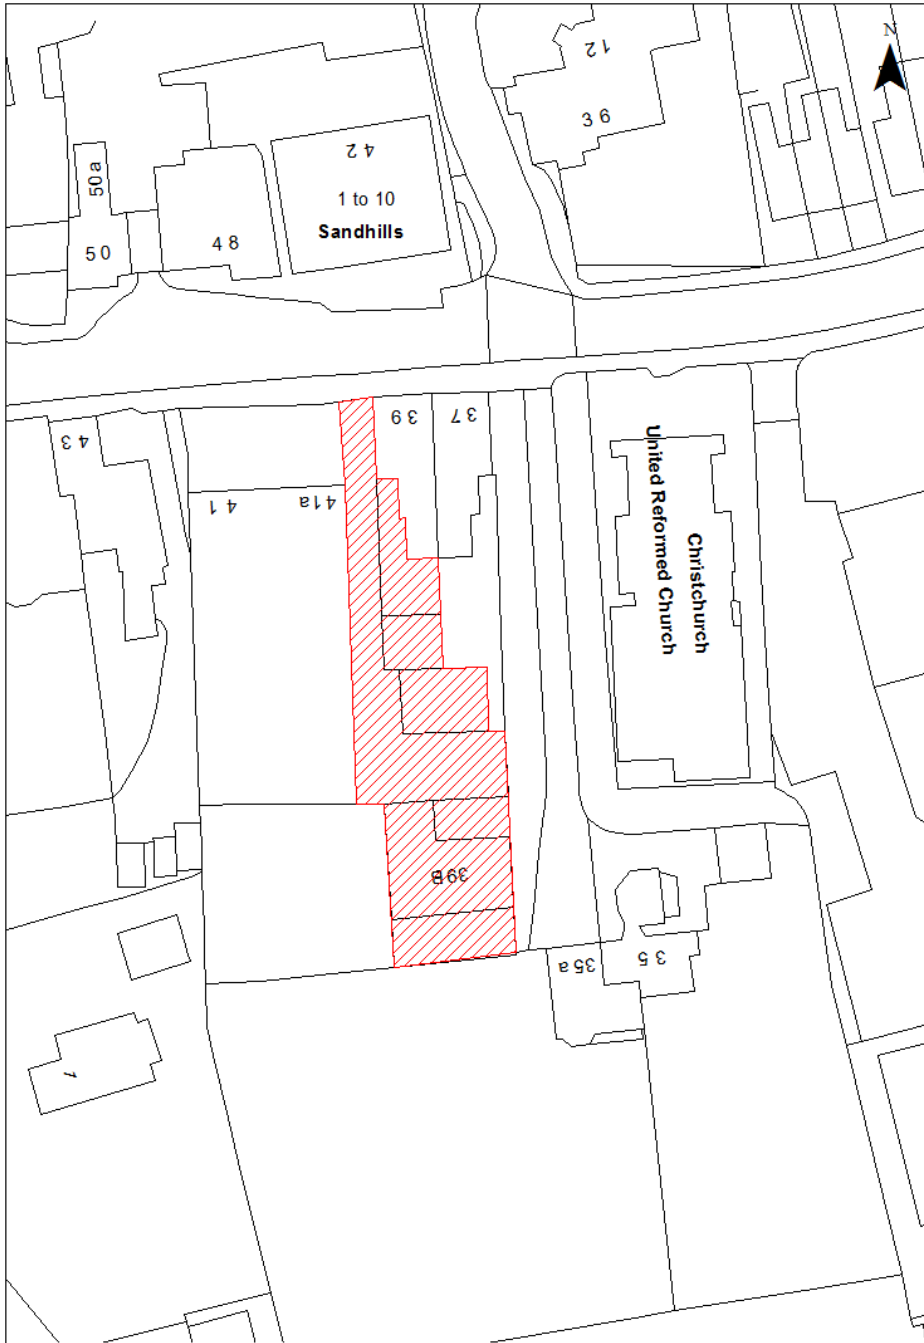 N
12
36
42
1 to 10
Sandhills
50a
50
48
39
37
43
41
41a
United Reformed Church
Christchurch
39B
35a
35
1